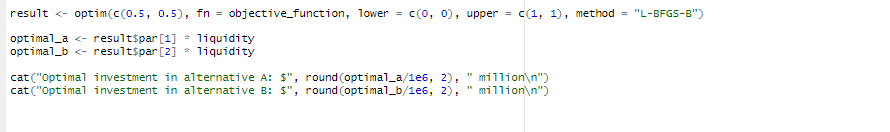 result <- optim(c(0.5, 0.5), fn = objective_function, lower = c(0, 0), upper = c(1, 1), method = "L-BFGS-B")
optimal_a <- result$par[1] * liquidity
optimal_b <- result$par[2] * liquidity
cat("Optimal investment in alternative A: $", round(optimal_a/1e6, 2), " million\n")
cat("Optimal investment in alternative B: $", round(optimal_b/1e6, 2), " million\n")